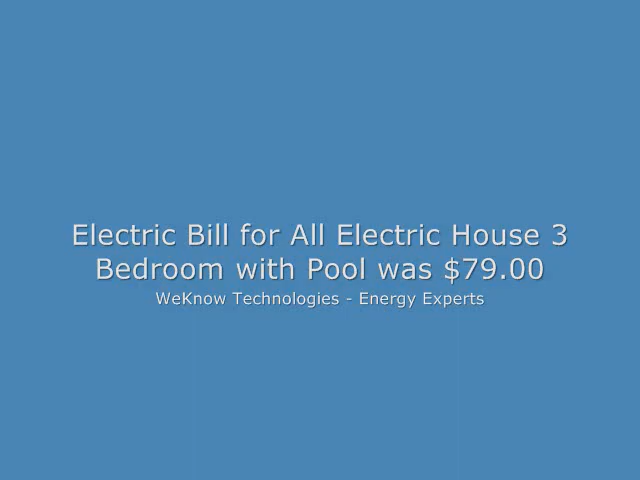 Electric Bill for All Electric House 3
Bedroom with Pool was $79.00
WeKnow Technologies - Energy Experts